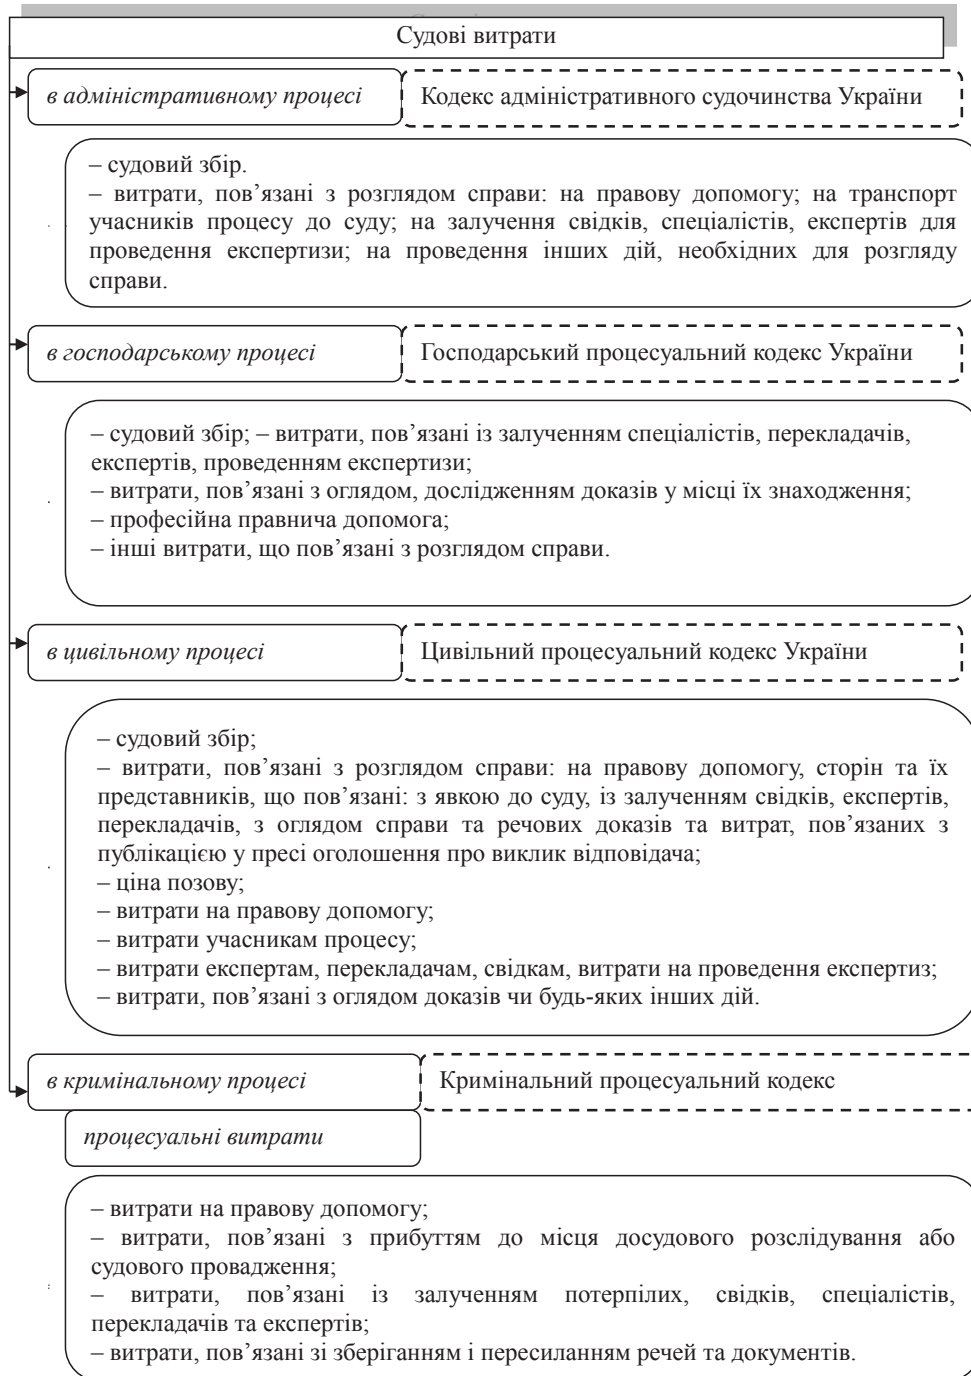 Судові витрати
в адміністративному процесі
Кодекс адміністративного судочинства України
– судовий збір.
– витрати, пов’язані з розглядом справи: на правову допомогу; на транспорт
учасників процесу до суду; на залучення свідків, спеціалістів, експертів для
проведення експертизи; на проведення інших дій, необхідних для розгляду
справи.
в господарському процесі
Господарський процесуальний кодекс України
– судовий збір; – витрати, пов’язані із залученням спеціалістів, перекладачів,
експертів, проведенням експертизи;
– витрати, пов’язані з оглядом, дослідженням доказів у місці їх знаходження;
– професійна правнича допомога;
– інші витрати, що пов’язані з розглядом справи.
в цивільному процесі
Цивільний процесуальний кодекс України
– судовий збір;
– витрати, пов’язані з розглядом справи: на правову допомогу, сторін та їх
представників, що пов’язані: з явкою до суду, із залученням свідків, експертів,
перекладачів, з оглядом справи та речових доказів та витрат, пов’язаних з
публікацією у пресі оголошення про виклик відповідача;
– ціна позову;
– витрати на правову допомогу;
– витрати учасникам процесу;
– витрати експертам, перекладачам, свідкам, витрати на проведення експертиз;
– витрати, пов’язані з оглядом доказів чи будь-яких інших дій.
в кримінальному процесі
Кримінальний процесуальний кодекс
процесуальні витрати
– витрати на правову допомогу;
– витрати, пов’язані з прибуттям до місця досудового розслідування або
судового провадження;
– витрати, пов’язані із залученням потерпілих, свідків, спеціалістів,
перекладачів та експертів;
– витрати, пов’язані зі зберіганням і пересиланням речей та документів.